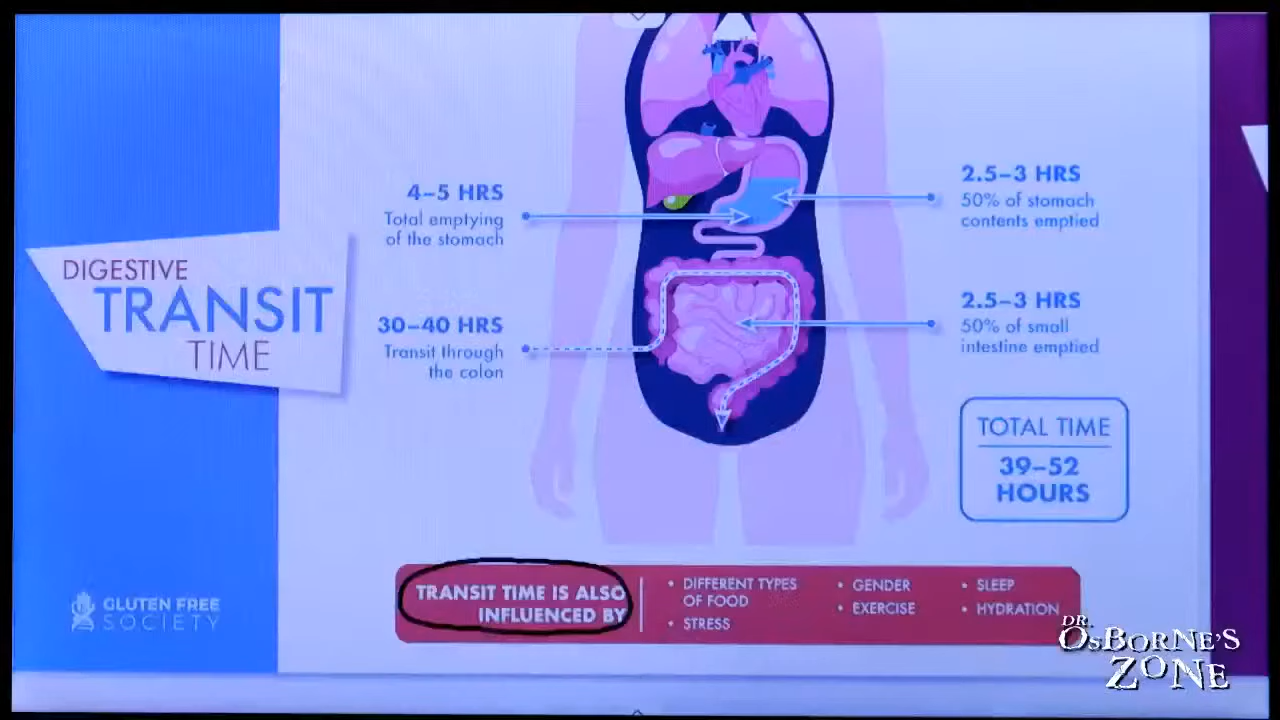 DIGESTIVE
TRANSIT
TIME
4–5 HRS
Total emptying
of the stomach
30–40 HRS
Transit through
the colon
2.5–3 HRS
50% of stomach
contents emptied
2.5–3 HRS
50% of small
intestine emptied
TOTAL TIME
39–52
HOURS
TRANSIT TIME IS ALSO
INFLUENCED BY
• DIFFERENT TYPES
OF FOOD
• STRESS
• GENDER
• EXERCISE
• SLEEP
• HYDRATION
GLUTEN FREE
SOCIETY
DR.
OSBORNE'S
ZONE